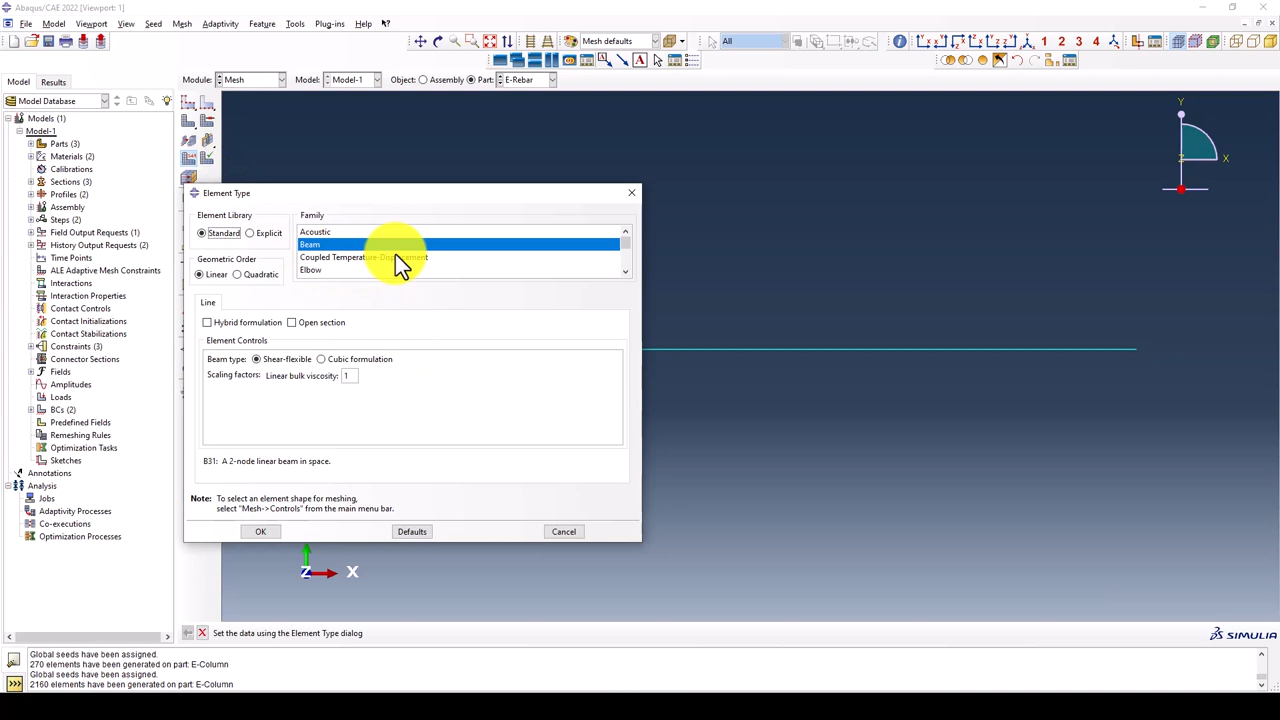 Abaqus/CAE 2022 [Viewport: 1]
File Model Viewport View Seed Mesh Adaptivity Feature Tools Plug-ins Help
Mesh defaults All 1 2 3 4
Model Results Module: Mesh Model: Model-1 Object: Assembly Part: E-Rebar
Model Database
Models (1)
Model-1
Parts (3)
Materials (2)
Calibrations
Sections (3)
Profiles (2)
Assembly
Steps (2)
Field Output Requests (1)
History Output Requests (2)
Time Points
ALE Adaptive Mesh Constraints
Interactions
Interaction Properties
Contact Controls
Contact Initializations
Contact Stabilizations
Constraints (3)
Connector Sections
Fields
Amplitudes
Loads
BCs (2)
Predefined Fields
Remeshing Rules
Optimization Tasks
Sketches
Annotations
Analysis
Jobs
Adaptivity Processes
Co-executions
Optimization Processes
Element Type
Element Library
Standard Explicit
Geometric Order
Linear Quadratic
Family
Acoustic
Beam
Coupled Temperature-Displacement
Elbow
Line
Hybrid formulation Open section
Element Controls
Beam type: Shear-flexible Cubic formulation
Scaling factors: Linear bulk viscosity: 1
B31: A 2-node linear beam in space.
Note: To select an element shape for meshing,
select "Mesh->Controls" from the main menu bar.
OK Defaults Cancel
Y
Z X
Z X
Set the data using the Element Type dialog
SIMULIA
Global seeds have been assigned.
270 elements have been generated on part: E-Column
Global seeds have been assigned.
2160 elements have been generated on part: E-Column
>>>